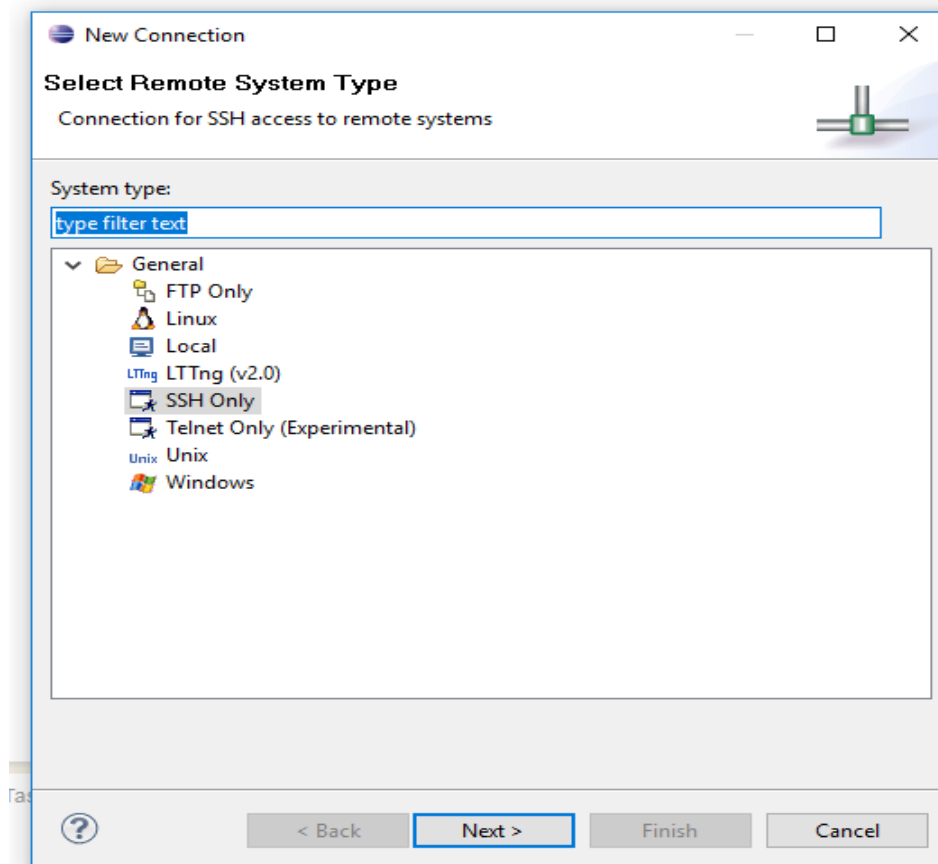 New Connection
Select Remote System Type
Connection for SSH access to remote systems
System type:
type filter text
General
FTP Only
Linux
Local
LTTng LTTng (v2.0)
SSH Only
Telnet Only (Experimental)
Unix Unix
Windows
Tas
? < Back Next > Finish Cancel